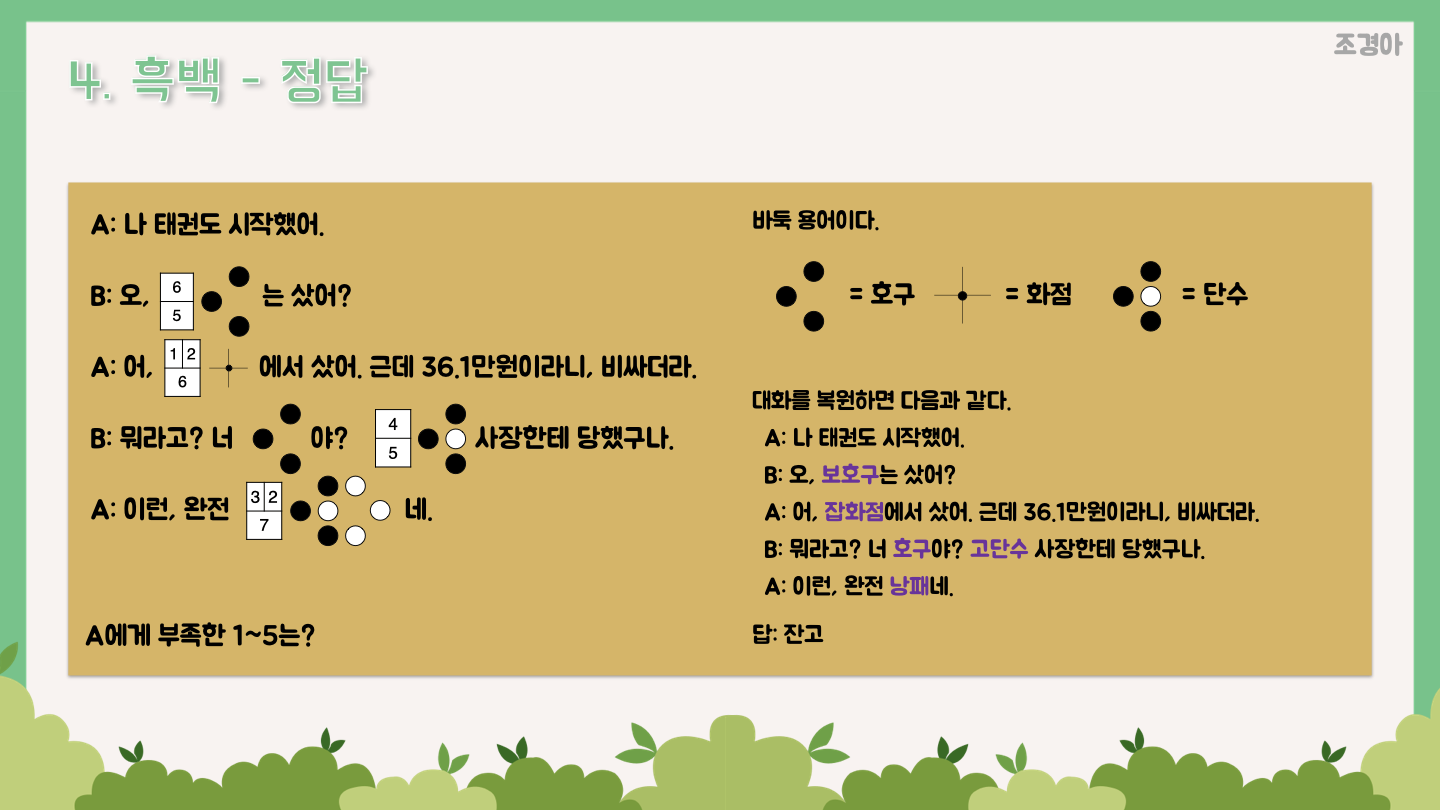 조경아
4. 흑백 - 정답
A: 나 태권도 시작했어.
B: 오, 6 5 는 샀어?
A: 어, 1 2 6 에서 샀어. 근데 36.1만원이라니, 비싸더라.
B: 뭐라고? 너 야? 4 5 사장한테 당했구나.
A: 이런, 완전 3 2 7 네.
A에게 부족한 1~5는?
바둑 용어이다.
= 호구 = 화점 = 단수
대화를 복원하면 다음과 같다.
A: 나 태권도 시작했어.
B: 오, 보호구는 샀어?
A: 어, 잡화점에서 샀어. 근데 36.1만원이라니, 비싸더라.
B: 뭐라고? 너 호구야? 고단수 사장한테 당했구나.
A: 이런, 완전 낭패네.
답: 잔고